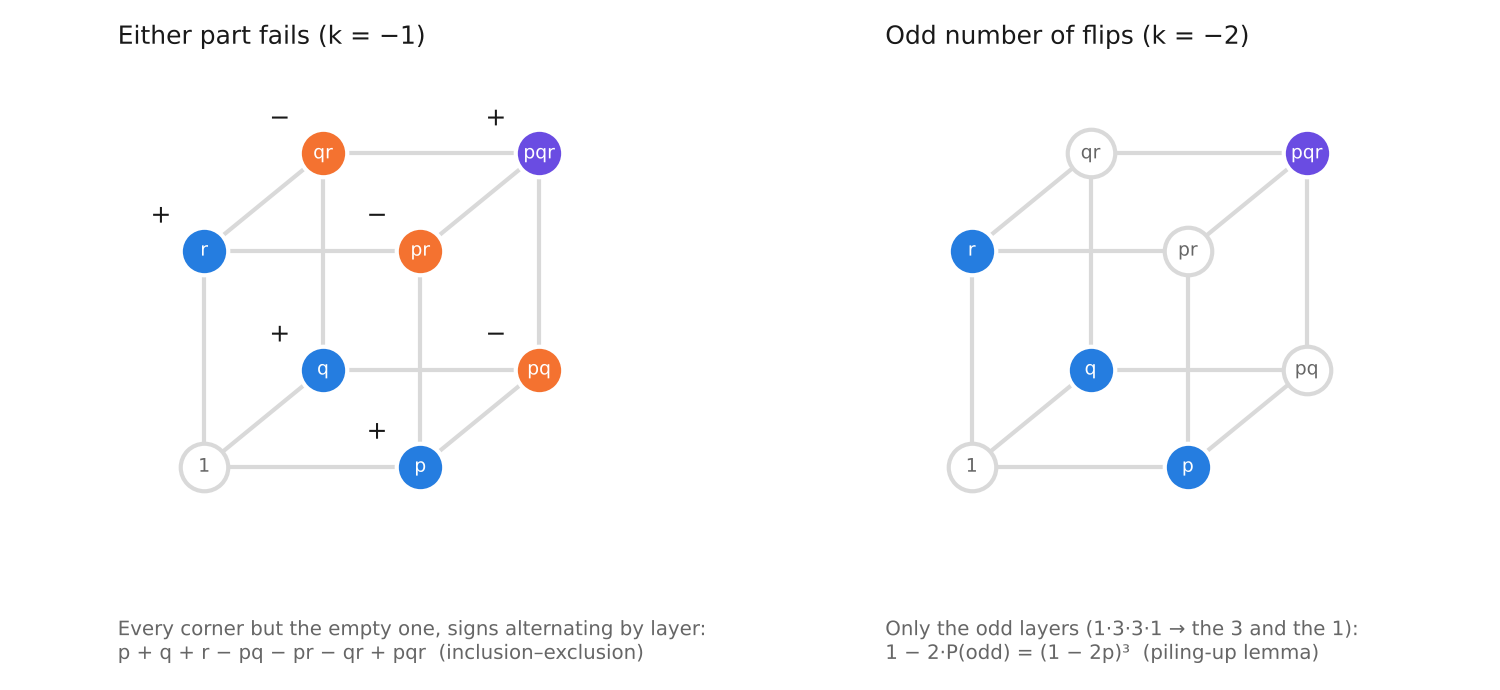 Either part fails (k = −1)
− +
qr pqr
+ −
r pr
+ −
q pq
+
1 p
Every corner but the empty one, signs alternating by layer:
p + q + r − pq − pr − qr + pqr (inclusion–exclusion)
Odd number of flips (k = −2)
qr pqr
r pr
q pq
1 p
Only the odd layers (1·3·3·1 → the 3 and the 1):
1 − 2·P(odd) = (1 − 2p)³ (piling-up lemma)